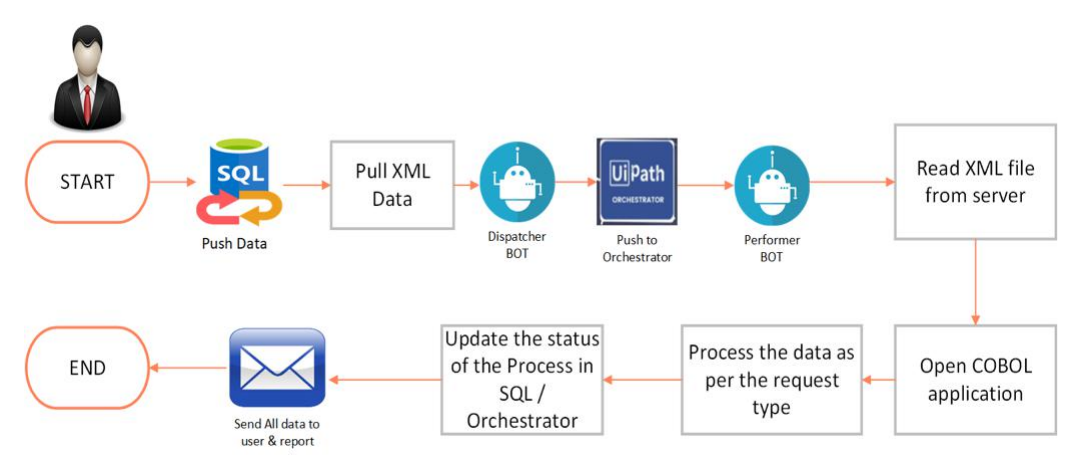 START
SQL
Push Data
Pull XML
Data
Dispatcher
BOT
UiPath
ORCHESTRATOR
Push to
Orchestrator
Performer
BOT
Read XML file
from server
END
Send All data to
user & report
Update the status
of the Process in
SQL /
Orchestrator
Process the data as
per the request
type
Open COBOL
application